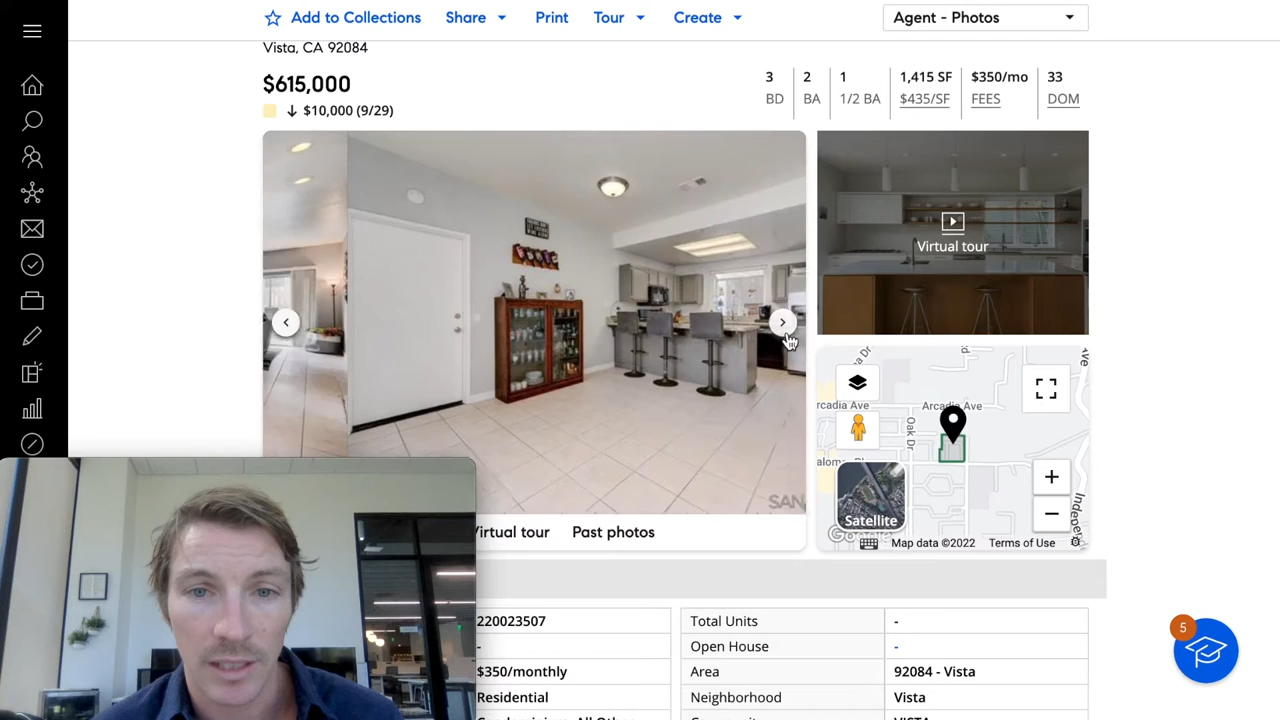 Add to Collections Share Print Tour Create Agent - Photos
Vista, CA 92084
$615,000
$10,000 (9/29)
3 2 1 1,415 SF $350/mo 33
BD BA 1/2 BA $435/SF FEES DOM
Virtual tour
SAN
Arcadia Ave
arcadia Ave
Oak Dr
Ave
Satellite
Google
Map data ©2022 Terms of Use
Virtual tour Past photos
220023507 Total Units -
- Open House -
$350/monthly Area 92084 - Vista
Residential Neighborhood Vista
5